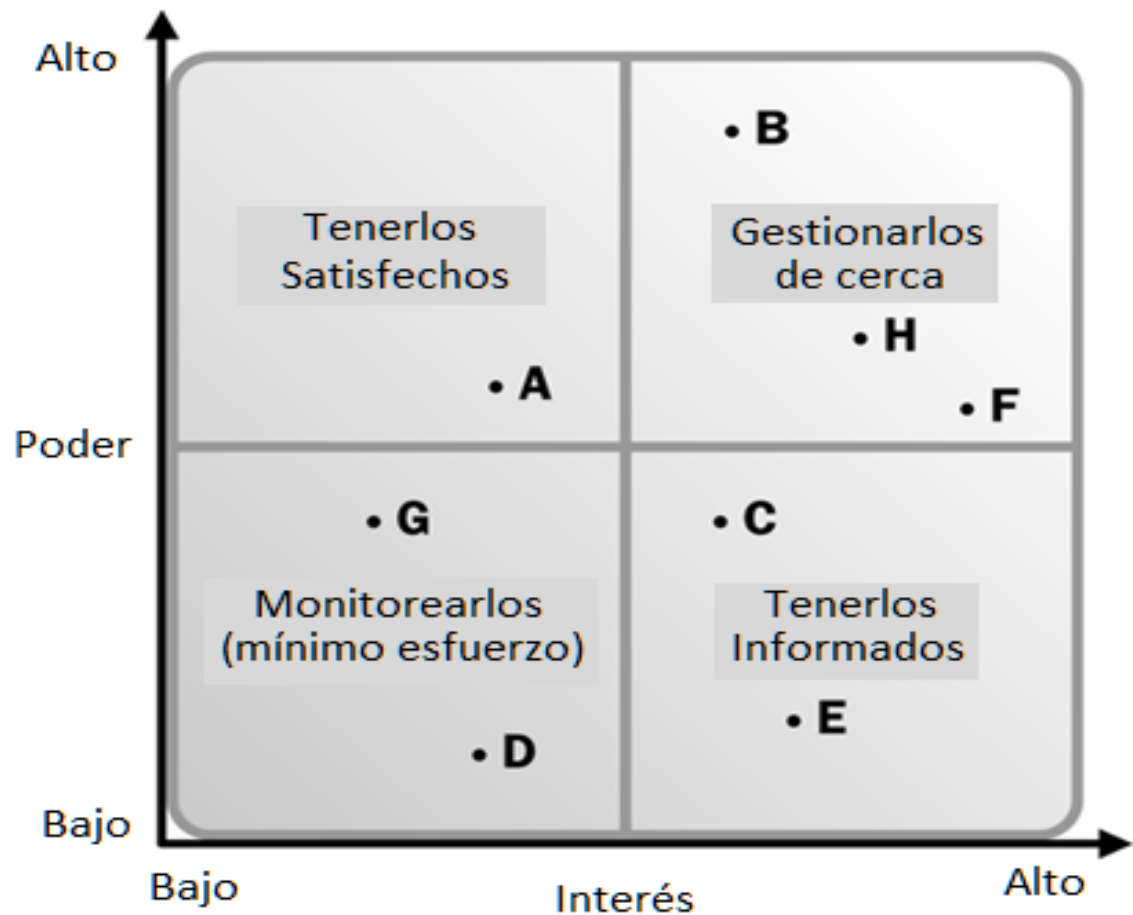 Alto
B
Tenerlos
Satisfechos
Gestionarlos
de cerca
H
A
F
Poder
G
C
Monitorearlos
(mínimo esfuerzo)
Tenerlos
Informados
E
D
Bajo
Bajo
Interés
Alto